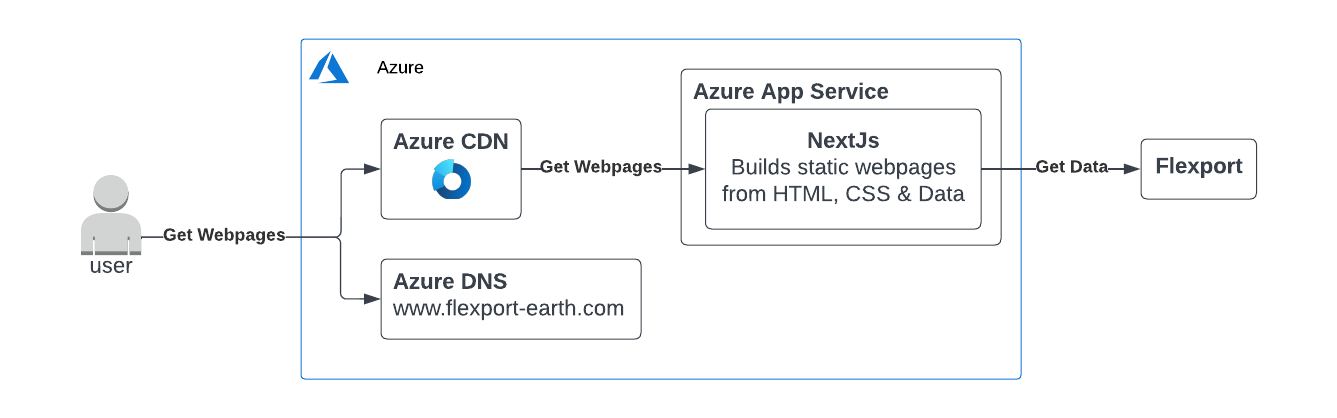 Azure
Azure App Service
Azure CDN
NextJs
Builds static webpages
from HTML, CSS & Data
Get Webpages
Get Data
Flexport
Get Webpages
user
Azure DNS
www.flexport-earth.com